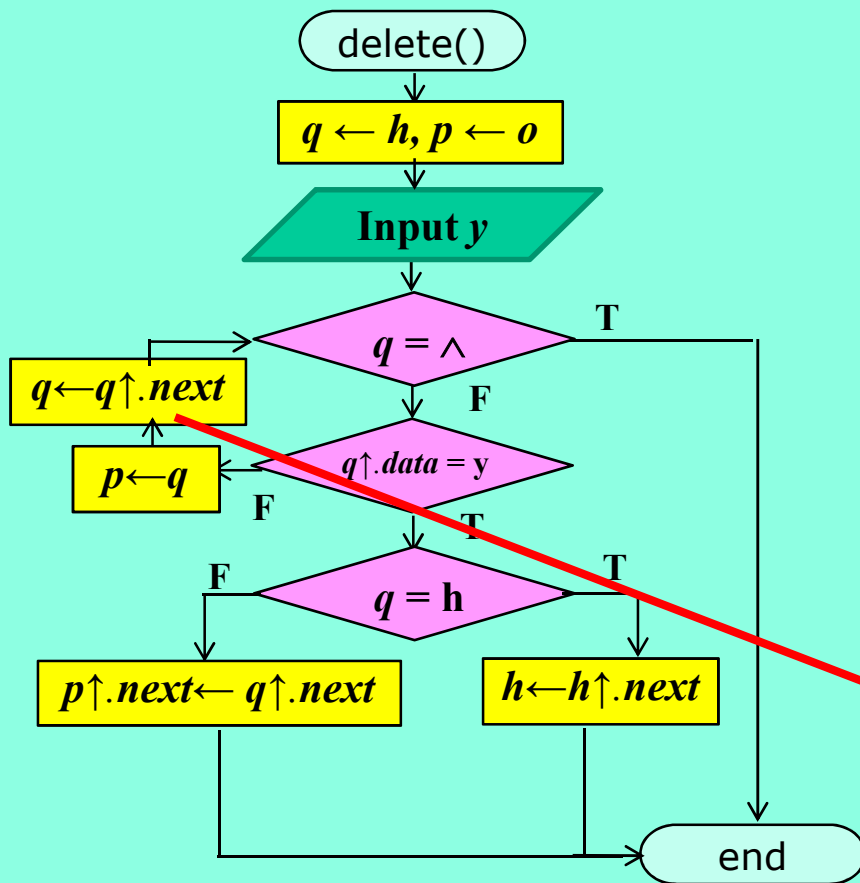 delete()
q ← h, p ← o
Input y
q = ∧
T
q←q↑.next
F
q↑.data = y
p←q
F
T
F
q = h
T
p↑.next← q↑.next
h←h↑.next
end